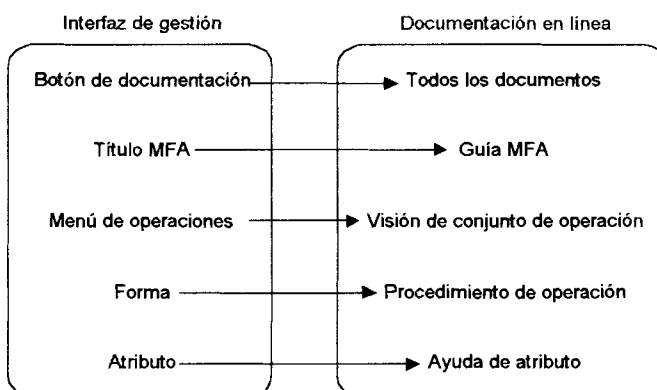 Interfaz de gestión
Documentación en línea
Botón de documentación
Todos los documentos
Título MFA
Guía MFA
Menú de operaciones
Visión de conjunto de operación
Forma
Procedimiento de operación
Atributo
Ayuda de atributo